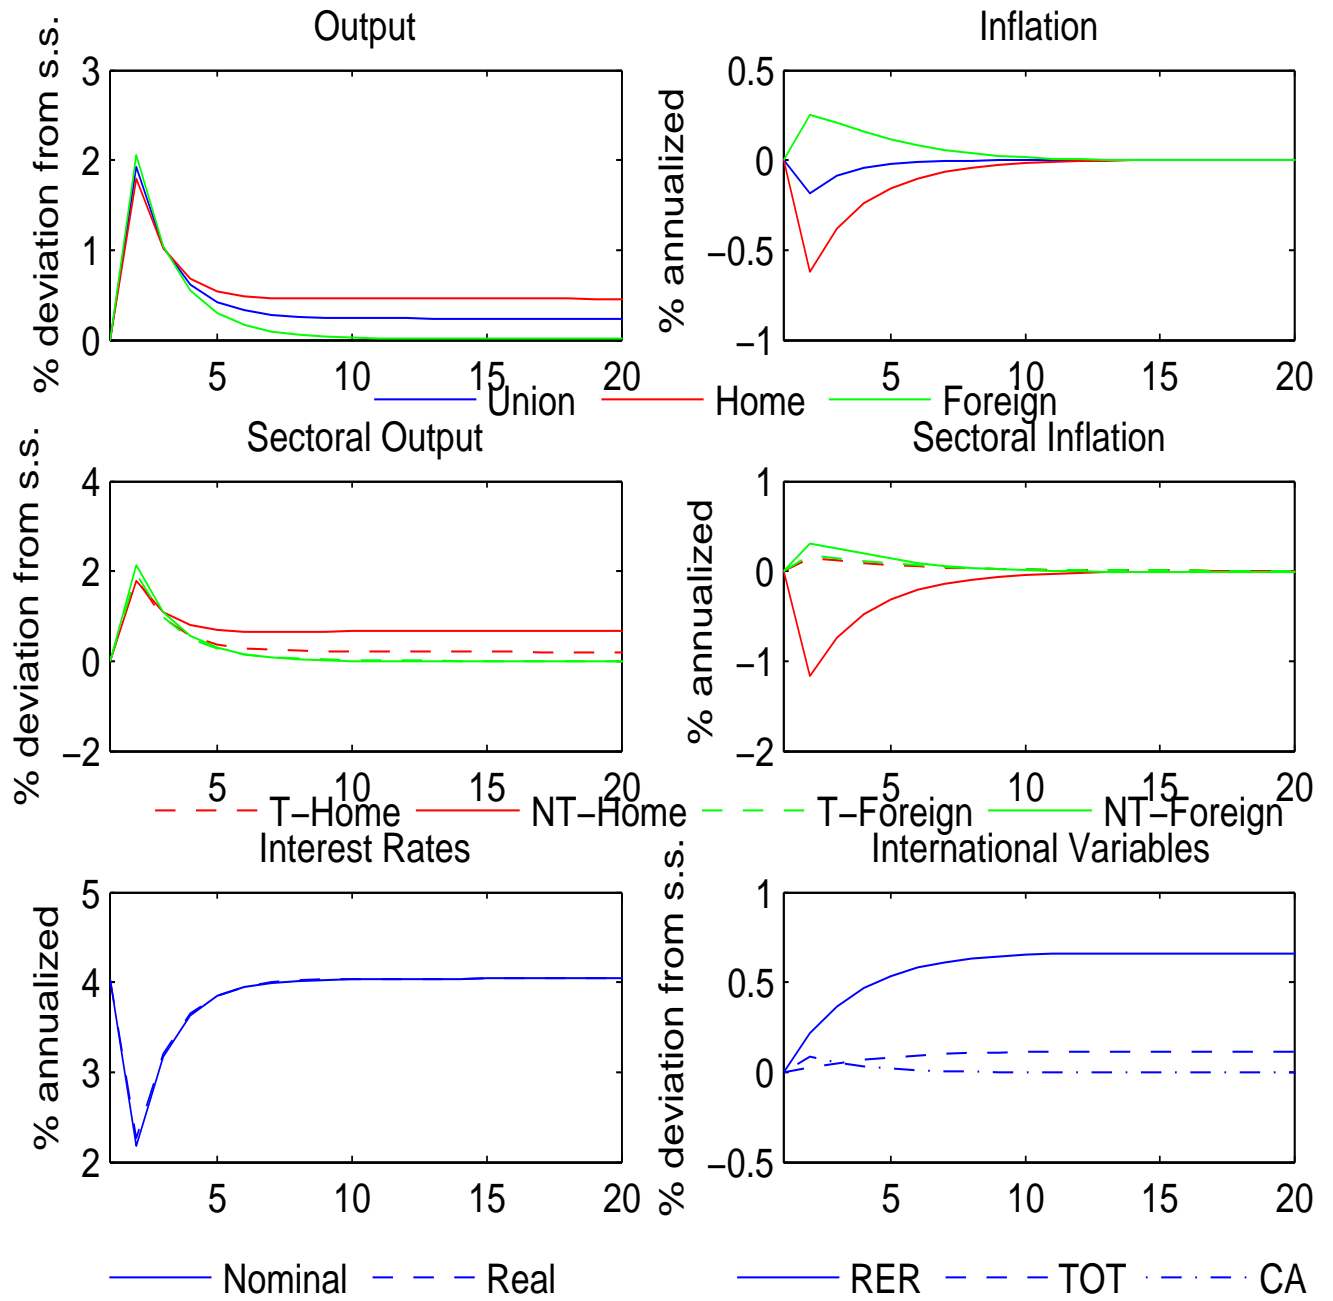 Output
% deviation from s.s.
3
2
1
0
5
10
15
20
Inflation
% annualized
0.5
0
−0.5
−1
5
10
15
20
Union
Home
Foreign
Sectoral Output
% deviation from s.s.
4
2
0
−2
5
10
15
20
Sectoral Inflation
% annualized
1
0
−1
−2
5
10
15
20
T−Home
NT−Home
T−Foreign
NT−Foreign
Interest Rates
% annualized
5
4
3
2
5
10
15
20
International Variables
% deviation from s.s.
1
0.5
0
−0.5
5
10
15
20
Nominal
Real
RER
TOT
CA